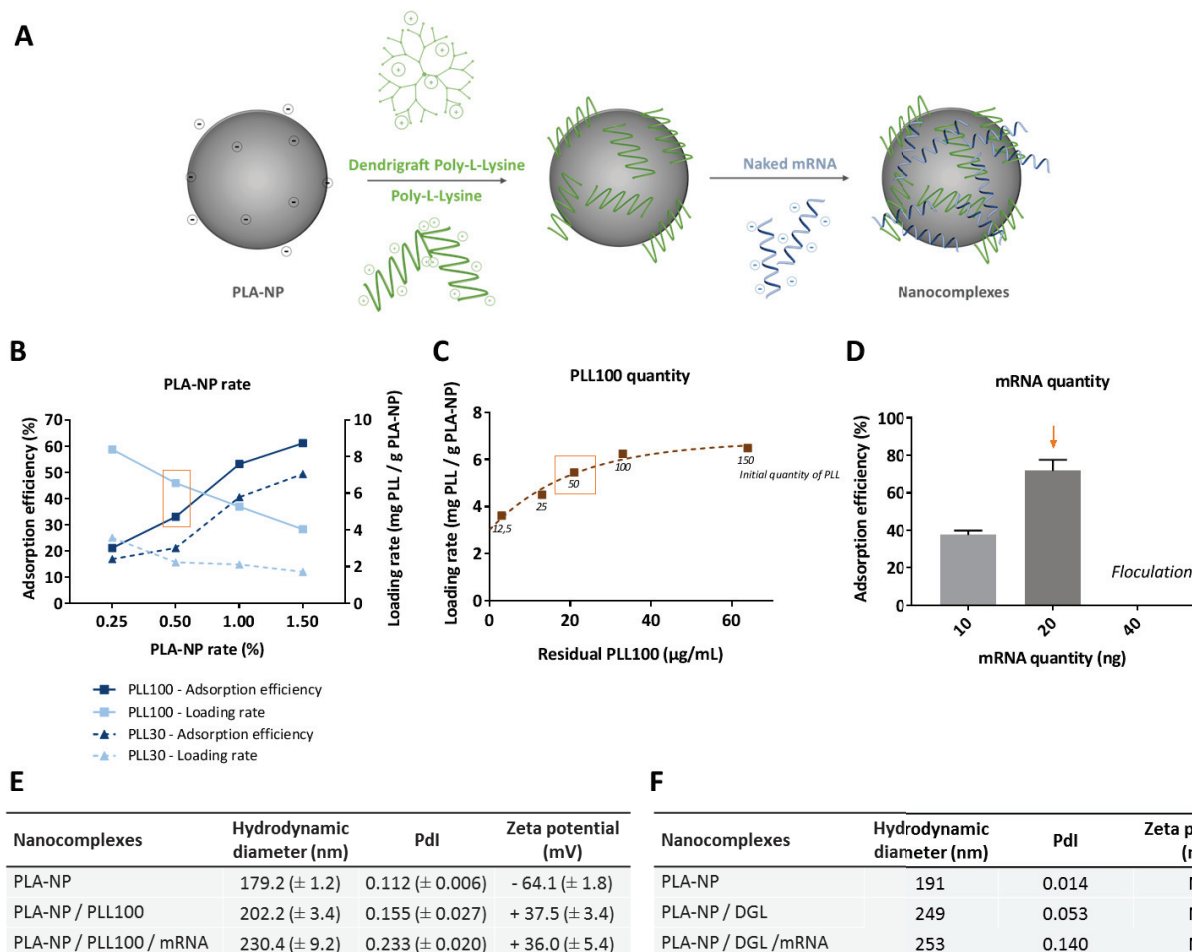 A
Dendrigraft Poly-L-Lysine
Poly-L-Lysine
Naked mRNA
PLA-NP
Nanocomplexes
B
PLA-NP rate
Adsorption efficiency (%)
70
60
50
40
30
20
10
0
10
8
6
4
2
0
Loading rate (mg PLL / g PLA-NP)
0.25 0.50 1.00 1.50
PLA-NP rate (%)
PLL100 - Adsorption efficiency
PLL100 - Loading rate
PLL30 - Adsorption efficiency
PLL30 - Loading rate
C
PLL100 quantity
Loading rate (mg PLL / g PLA-NP)
8
6
4
2
0
12,5
25
50
100
150
Initial quantity of PLL
0 20 40 60
Residual PLL100 (µg/mL)
D
mRNA quantity
Adsorption efficiency (%)
100
80
60
40
20
0
Floculation
10 20 40
mRNA quantity (ng)
E
Nanocomplexes Hydrodynamic diameter (nm) PdI Zeta potential (mV)
PLA-NP 179.2 (± 1.2) 0.112 (± 0.006) - 64.1 (± 1.8)
PLA-NP / PLL100 202.2 (± 3.4) 0.155 (± 0.027) + 37.5 (± 3.4)
PLA-NP / PLL100 / mRNA 230.4 (± 9.2) 0.233 (± 0.020) + 36.0 (± 5.4)
F
Nanocomplexes Hydrodynamic diameter (nm) PdI Zeta
PLA-NP 191 0.014
PLA-NP / DGL 249 0.053
PLA-NP / DGL /mRNA 253 0.140